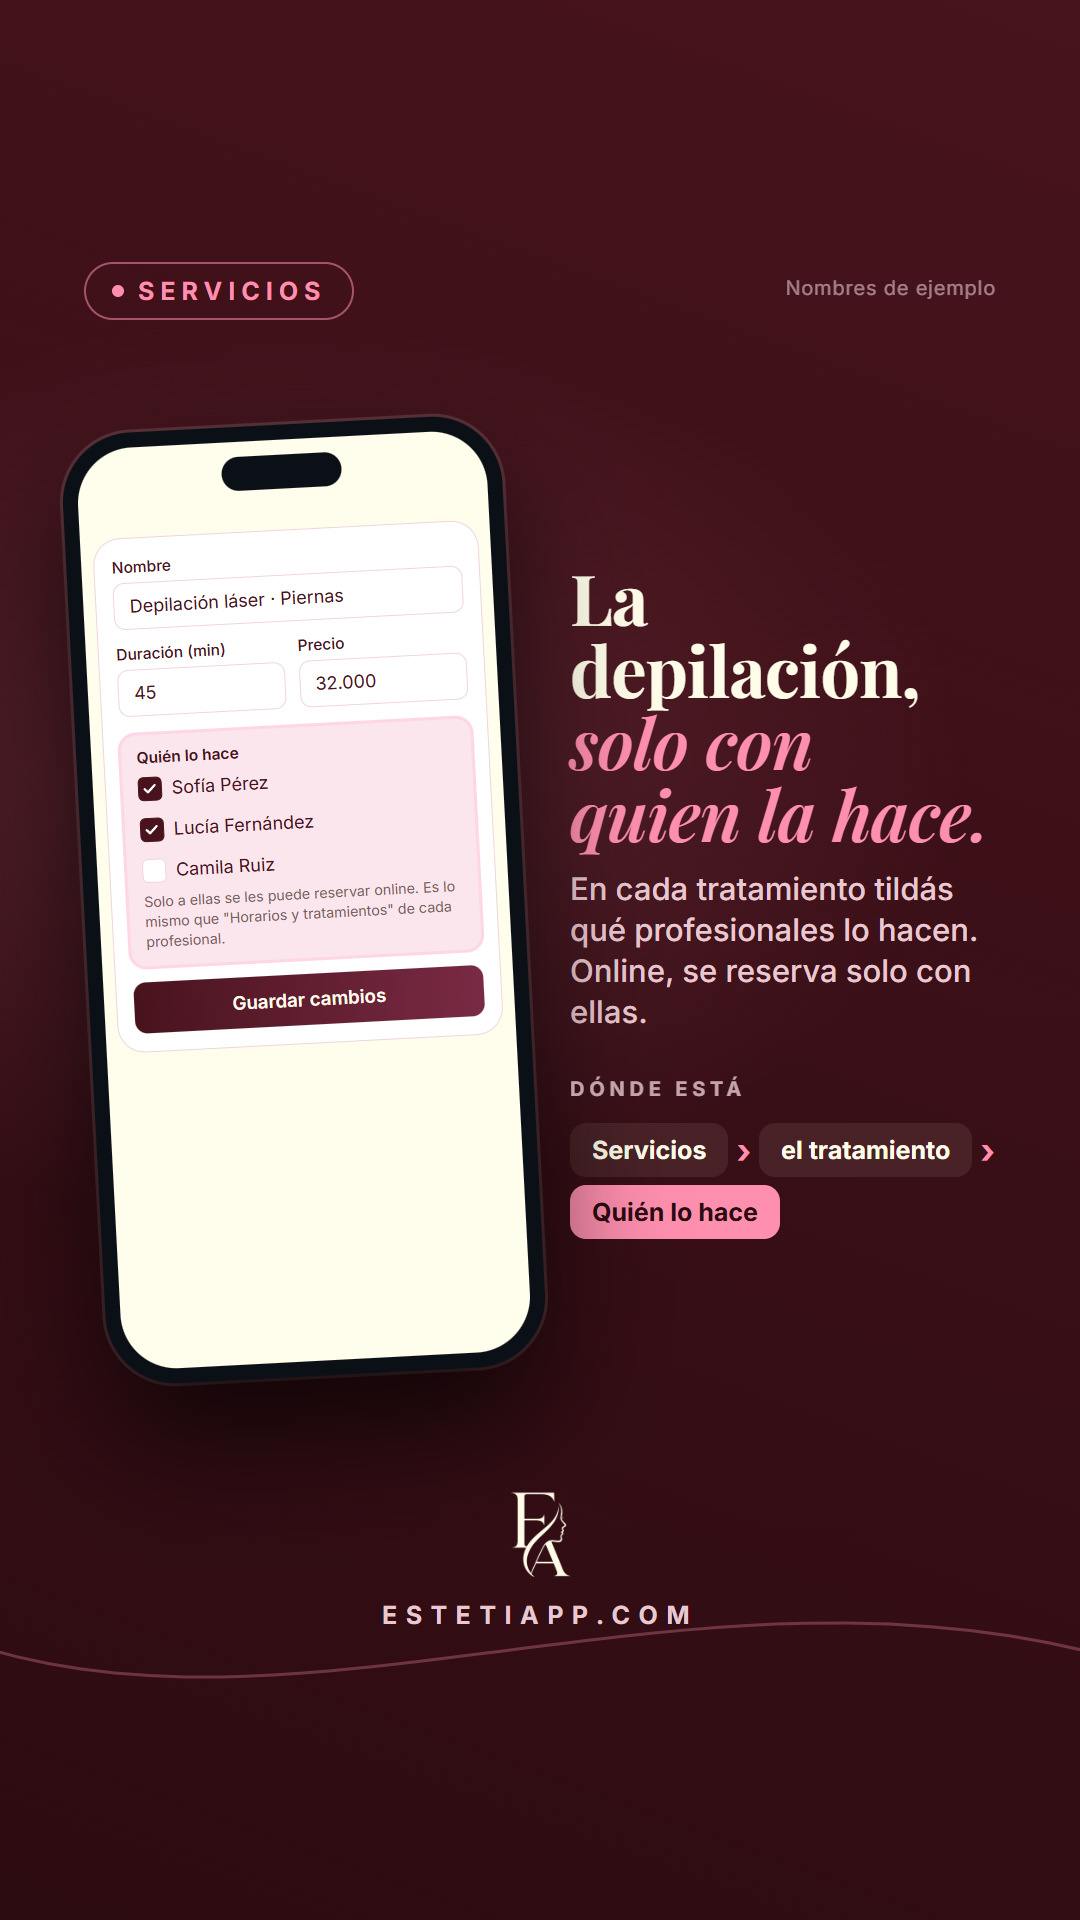 SERVICIOS
Nombres de ejemplo
Nombre
Depilación láser · Piernas
Duración (min)
Precio
45
32.000
Quién lo hace
Sofía Pérez
Lucía Fernández
Camila Ruiz
Solo a ellas se les puede reservar online. Es lo
mismo que "Horarios y tratamientos" de cada
profesional.
Guardar cambios
La
depilación,
solo con
quien la hace.
En cada tratamiento tildás
qué profesionales lo hacen.
Online, se reserva solo con
ellas.
DÓNDE ESTÁ
Servicios › el tratamiento ›
Quién lo hace
EA
ESTETIAPP.COM